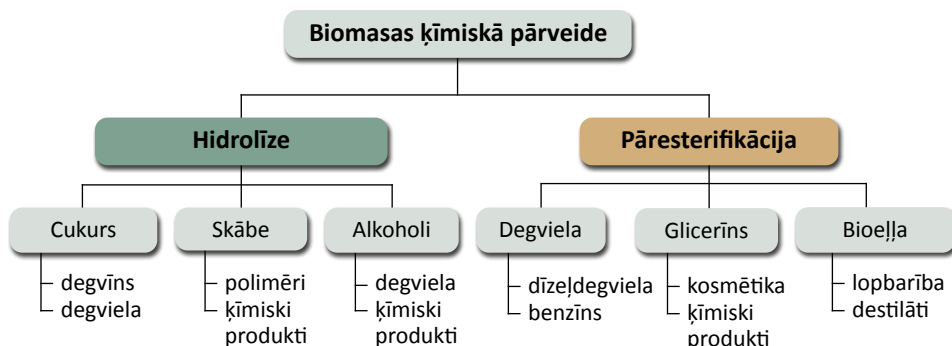 Biomasas ķīmiskā pārveide
Hidrolīze
Pāresterifikācija
Cukurs
Skābe
Alkoholi
Degviela
Glicerīns
Bioeļļa
degvīns
degviela
polimēri
ķīmiski
produkti
degviela
ķīmiski
produkti
dīzeļdegviela
benzīns
kosmētika
ķīmiski
produkti
lopbarība
destilāti